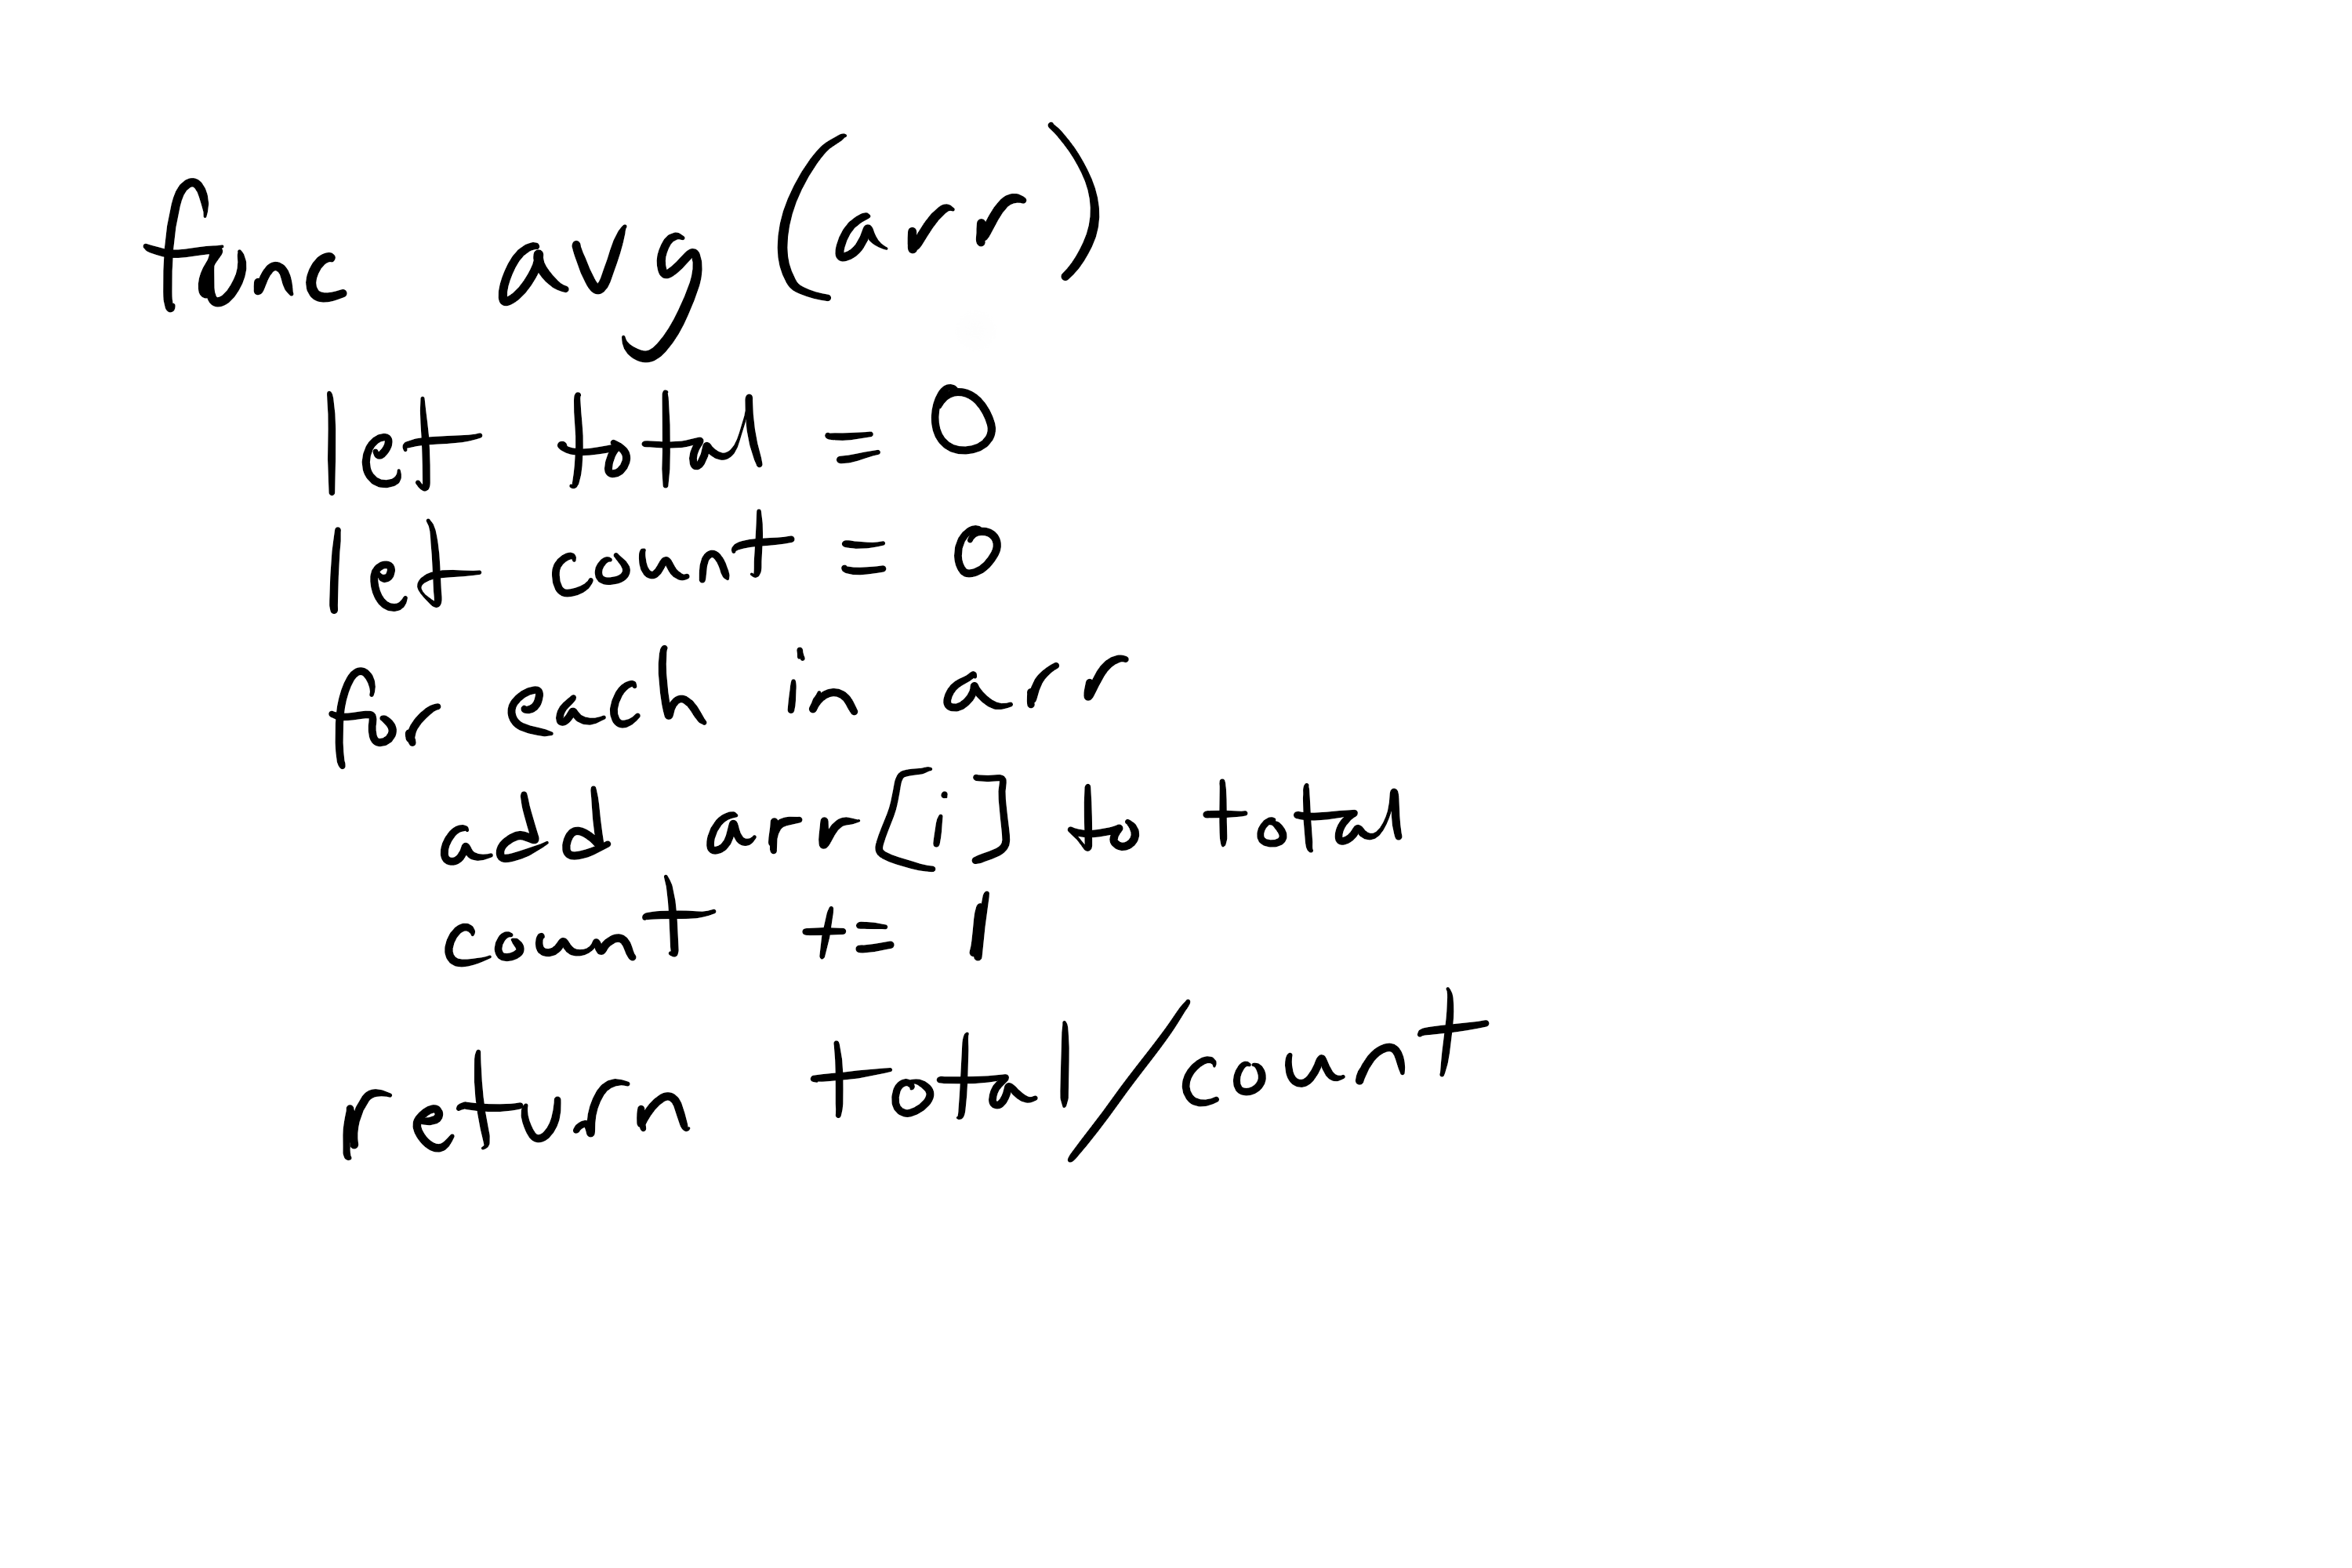 func avg (arr)
let total = 0
let count = 0
for each in arr
add arr[i] to total
count += 1
return total/count